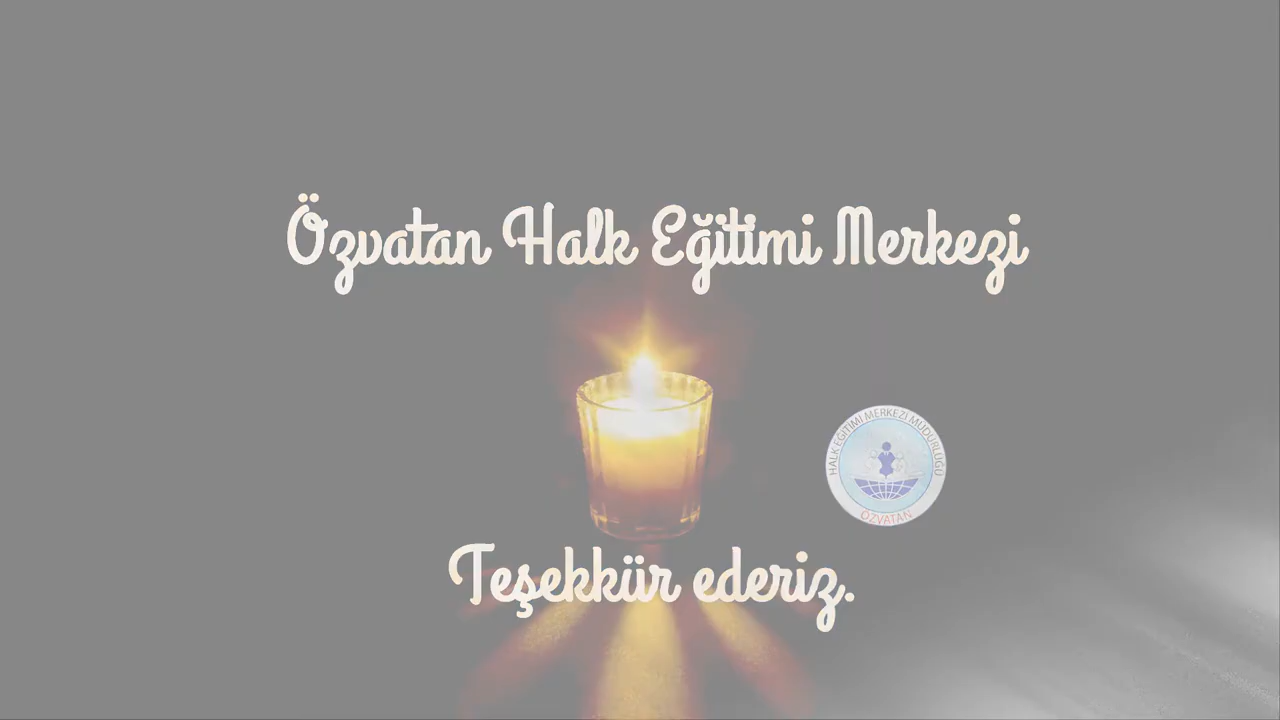 Özvatan Halk Eğitimi Merkezi
HALK EĞİTİMİ MERKEZİ MÜDÜRLÜĞÜ
ÖZVATAN
Teşekkür ederiz.